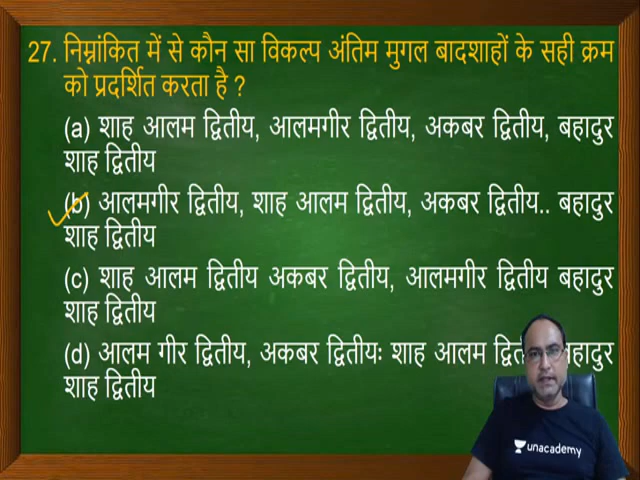 27. निम्नांकित में से कौन सा विकल्प अंतिम मुगल बादशाहों के सही क्रम
को प्रदर्शित करता है ?
(a) शाह आलम द्वितीय, आलमगीर द्वितीय, अकबर द्वितीय, बहादुर
शाह द्वितीय
(b) आलमगीर द्वितीय, शाह आलम द्वितीय, अकबर द्वितीय.. बहादुर
शाह द्वितीय
(c) शाह आलम द्वितीय अकबर द्वितीय, आलमगीर द्वितीय बहादुर
शाह द्वितीय
(d) आलम गीर द्वितीय, अकबर द्वितीयः शाह आलम
शाह द्वितीय
unacademy